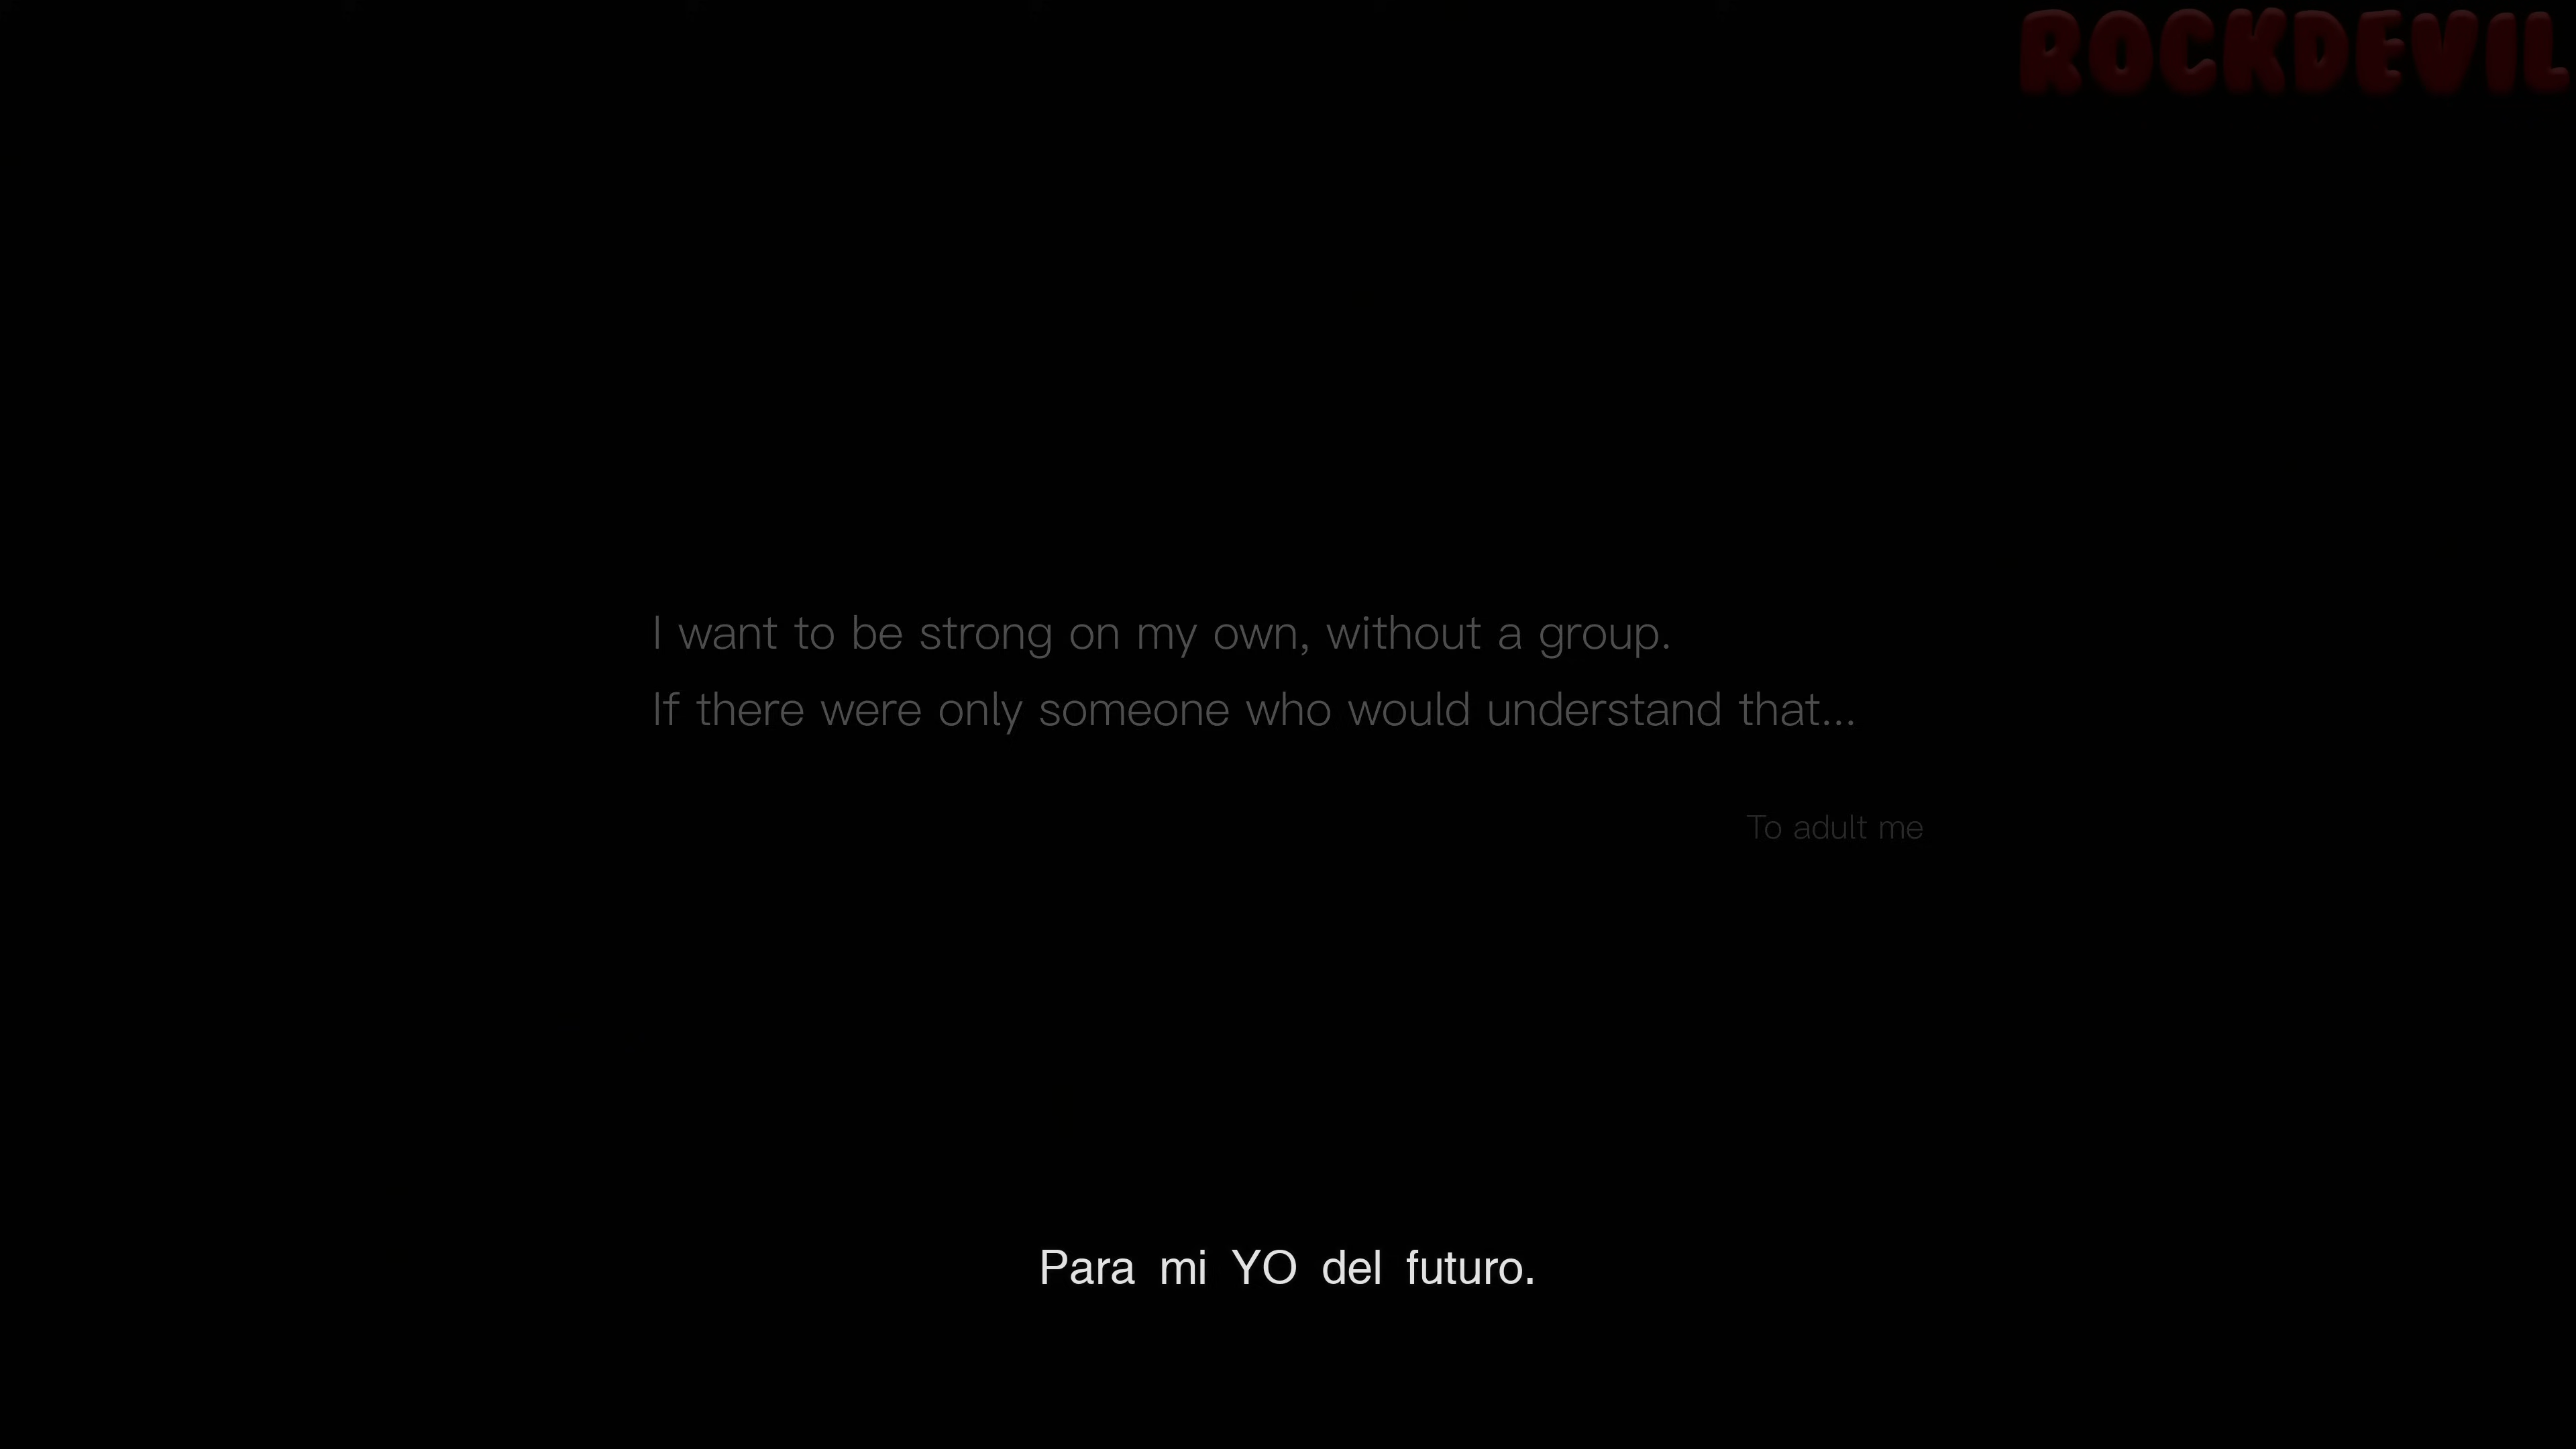 ROCKDEVIL
I want to be strong on my own, without a group.
If there were only someone who would understand that...
To adult me
Para mi YO del futuro.